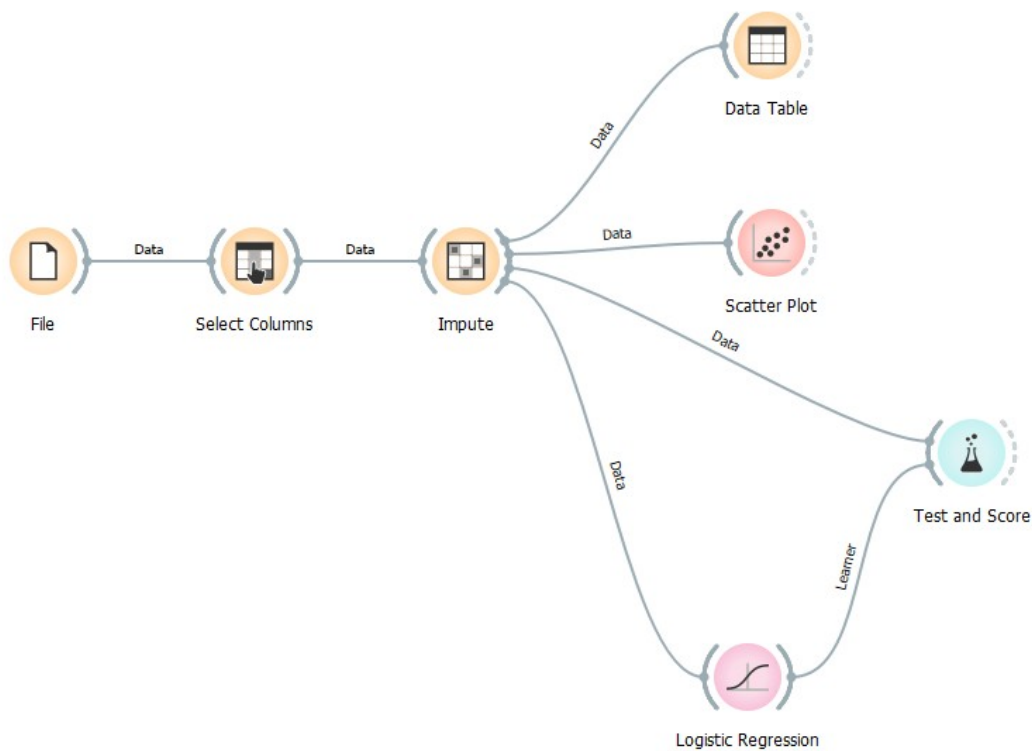 Data Table
Data
Data
Data
Data
File
Select Columns
Impute
Scatter Plot
Data
Data
Learner
Test and Score
Logistic Regression